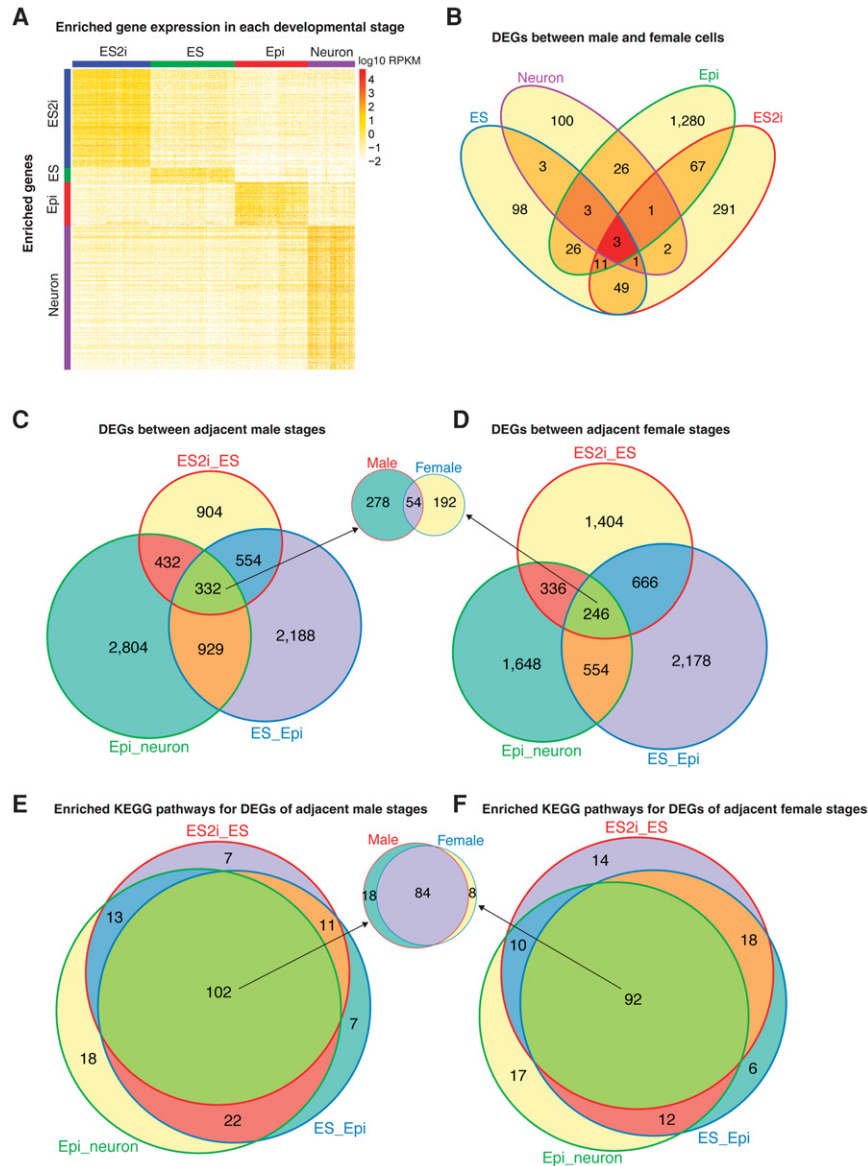 A
Enriched gene expression in each developmental stage
ES2i
ES
Epi
Neuron
log10 RPKM
4
3
2
1
0
−1
−2
Enriched genes
ES2i
ES
Epi
Neuron
B
DEGs between male and female cells
Neuron
Epi
ES
ES2i
100
1,280
3
26
67
98
3
1
291
26
3
2
11
1
49
C
DEGs between adjacent male stages
ES2i_ES
904
432
554
332
2,804
929
2,188
Epi_neuron
ES_Epi
Male
Female
278
54
192
D
DEGs between adjacent female stages
ES2i_ES
1,404
336
666
246
1,648
554
2,178
Epi_neuron
ES_Epi
E
Enriched KEGG pathways for DEGs of adjacent male stages
ES2i_ES
7
13
11
102
7
18
22
Epi_neuron
ES_Epi
Male
Female
18
84
8
F
Enriched KEGG pathways for DEGs of adjacent female stages
ES2i_ES
14
10
18
92
17
6
12
Epi_neuron
ES_Epi